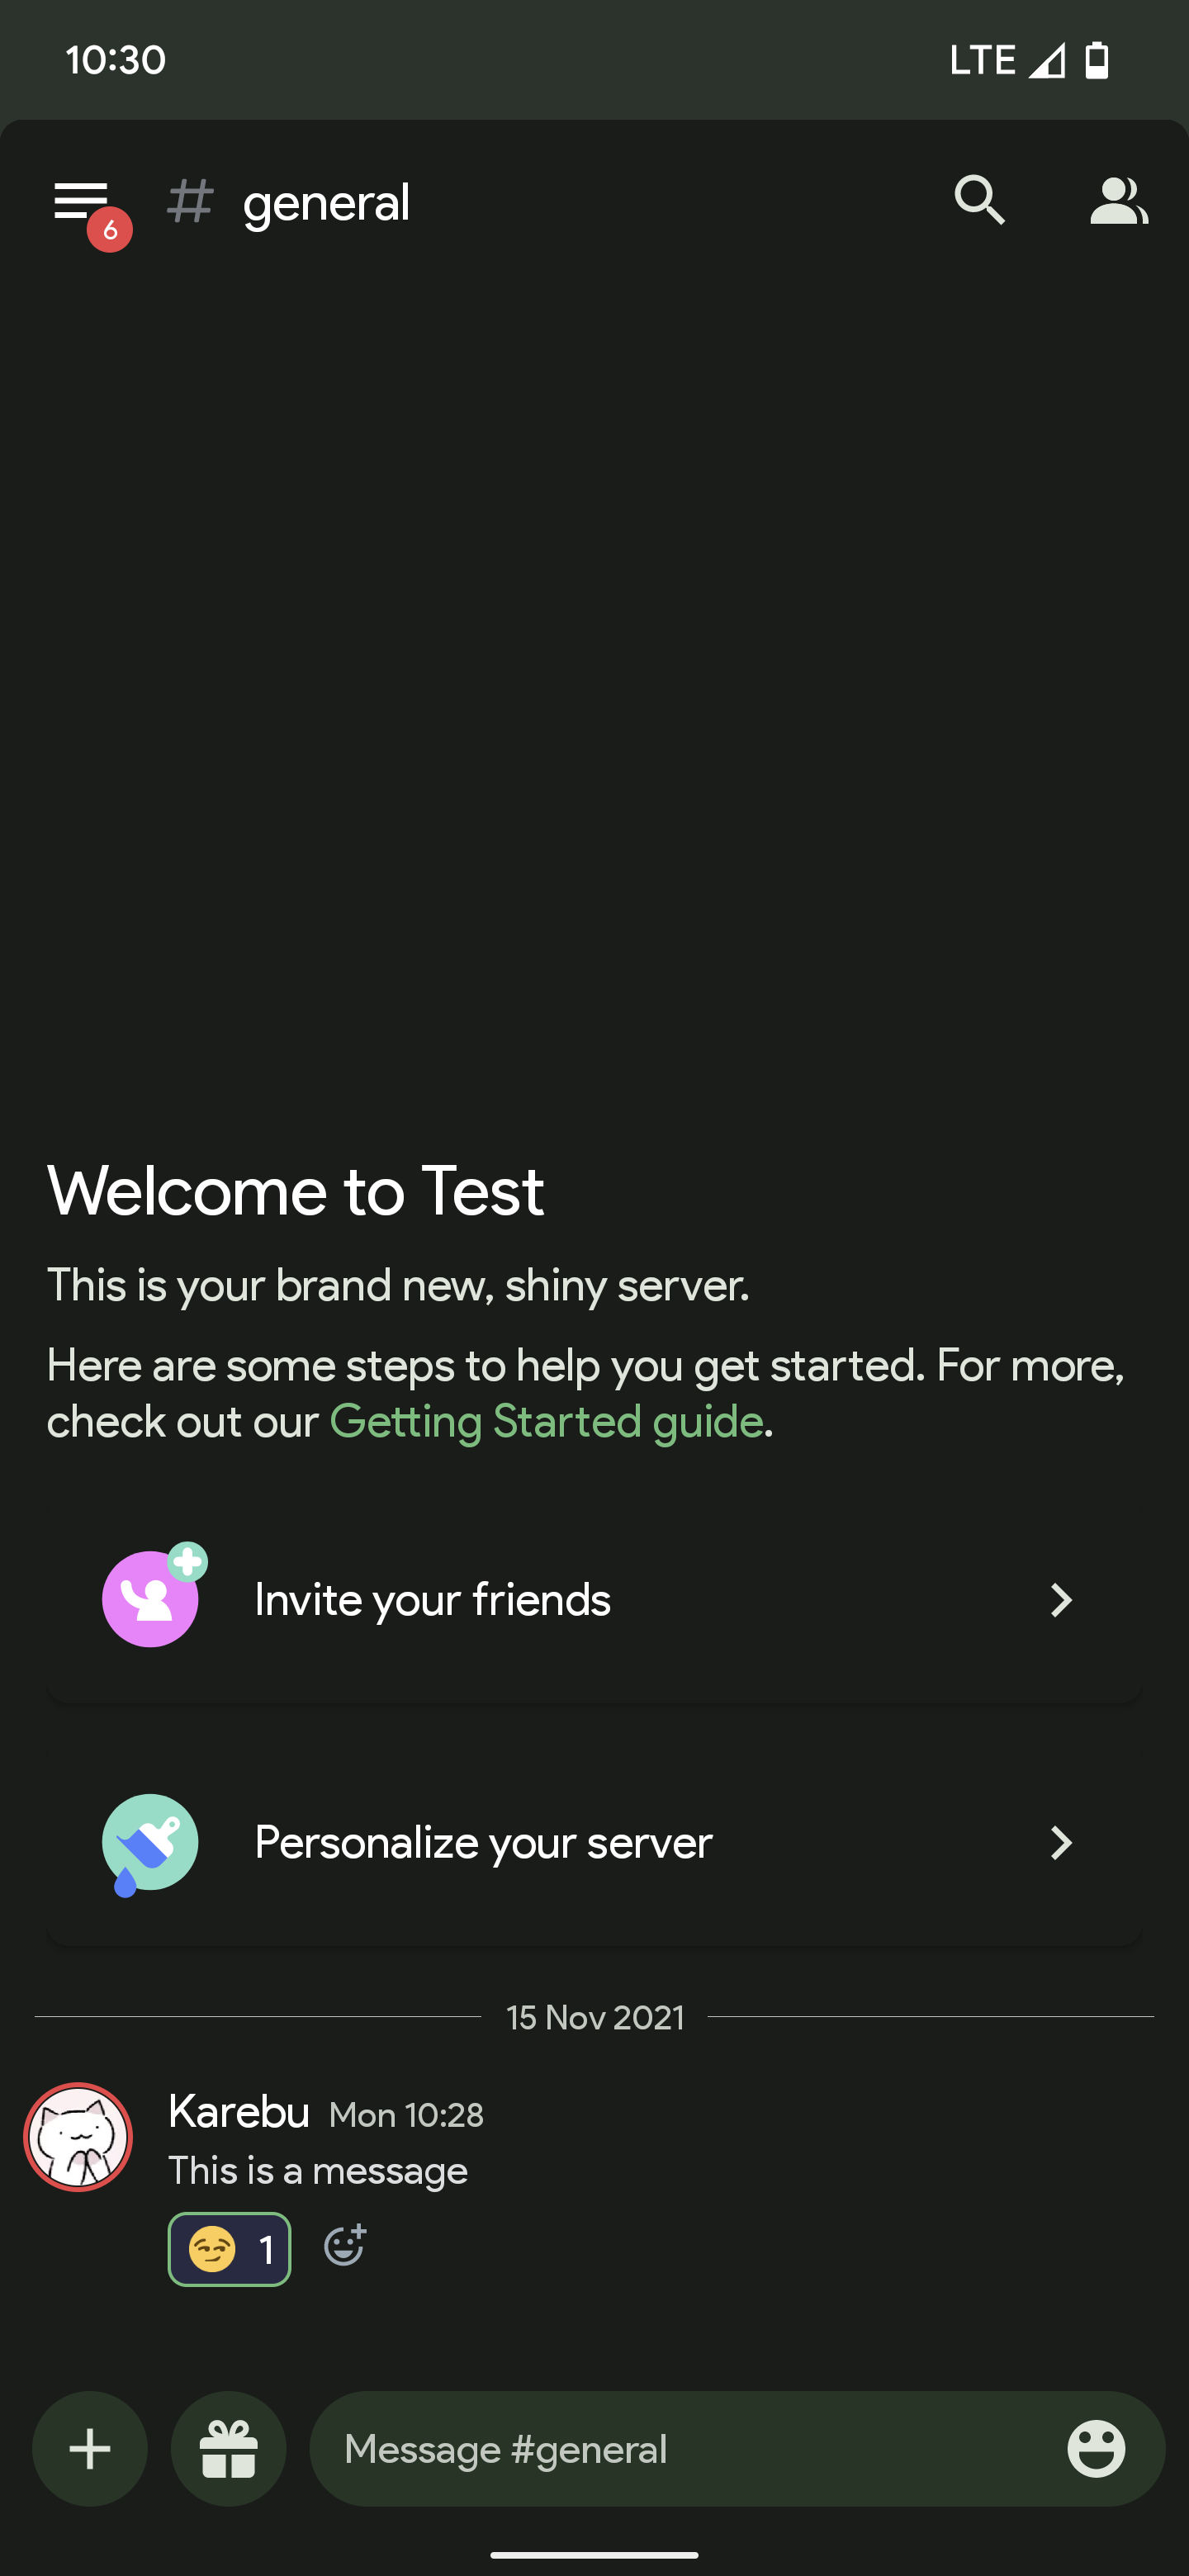 10:30 LTE
6 # general
Welcome to Test
This is your brand new, shiny server.
Here are some steps to help you get started. For more,
check out our Getting Started guide.
Invite your friends
Personalize your server
15 Nov 2021
Karebu Mon 10:28
This is a message
1
Message #general